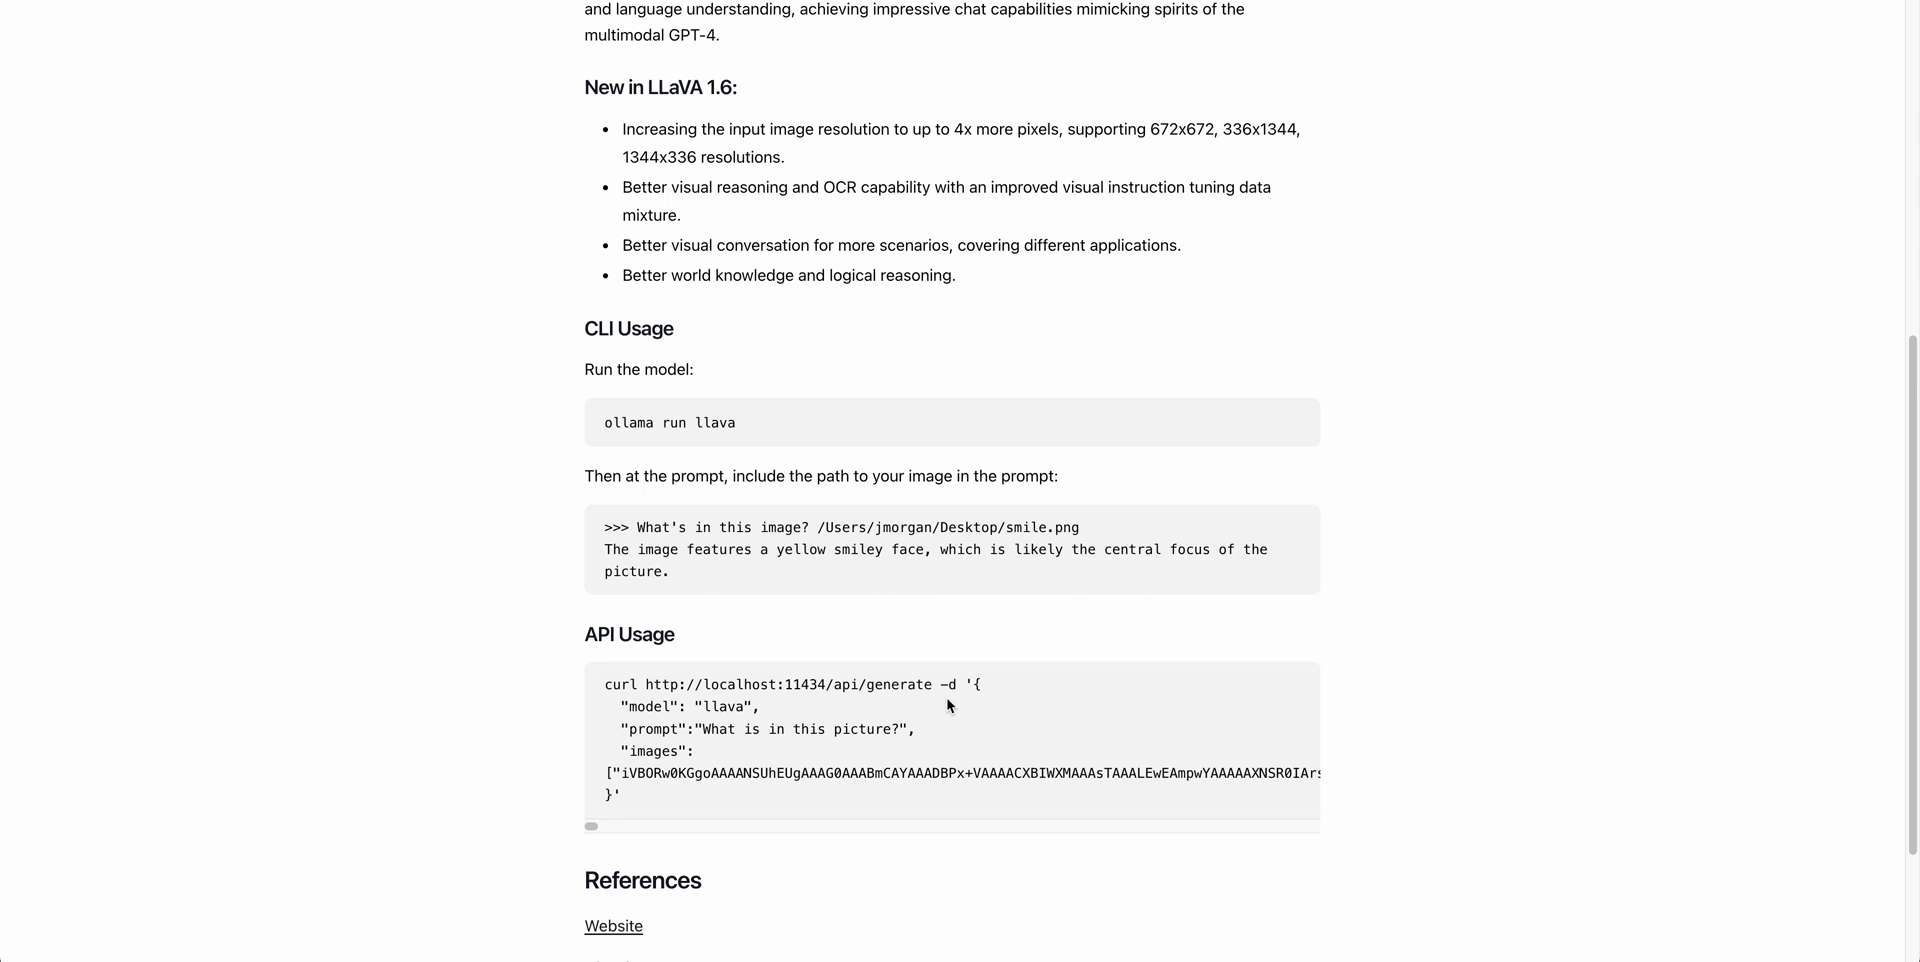 and language understanding, achieving impressive chat capabilities mimicking spirits of the
multimodal GPT-4.
New in LLaVA 1.6:
• Increasing the input image resolution to up to 4x more pixels, supporting 672x672, 336x1344,
1344x336 resolutions.
• Better visual reasoning and OCR capability with an improved visual instruction tuning data
mixture.
• Better visual conversation for more scenarios, covering different applications.
• Better world knowledge and logical reasoning.
CLI Usage
Run the model:
ollama run llava
Then at the prompt, include the path to your image in the prompt:
>>> What's in this image? /Users/jmorgan/Desktop/smile.png
The image features a yellow smiley face, which is likely the central focus of the
picture.
API Usage
curl http://localhost:11434/api/generate -d '{
  "model": "llava",
  "prompt":"What is in this picture?",
  "images":
["iVBORw0KGgoAAAANSUhEUgAAAG0AAABmCAYAAADBPx+VAAAACXBIWXMAAAsTAAALEwEAmpwYAAAAAXNSR0IArs
}'
References
Website